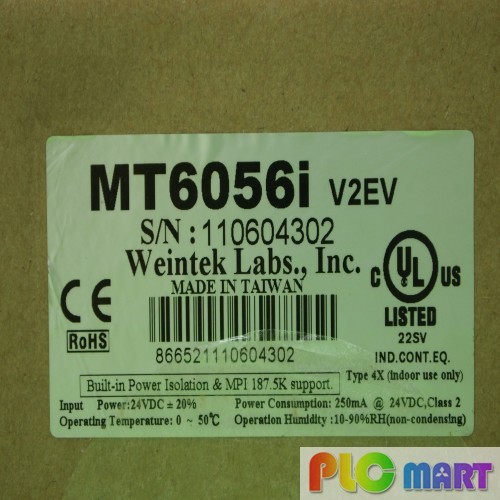 MT6056i V2EV
S/N : 110604302
Weintek Labs., Inc.
MADE IN TAIWAN
CE
RoHS
866521110604302
C UL US
LISTED
22SV
IND.CONT.EQ.
Built-in Power Isolation & MPI 187.5K support.
Type 4X (indoor use only)
Input Power:24VDC ± 20% Power Consumption: 250mA @ 24VDC,Class 2
Operating Temperature: 0 ~ 50℃ Operation Humidity :10-90%RH(non-condensing)
PLC mart